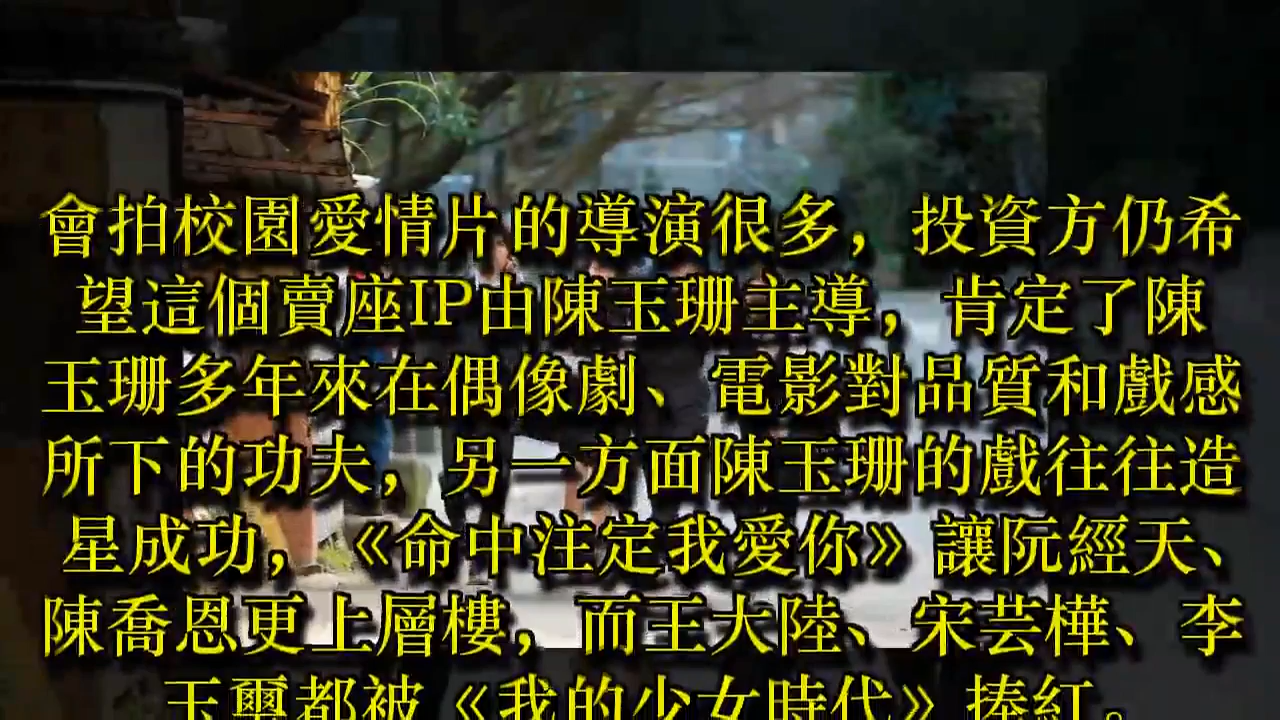 會拍校園愛情片的導演很多，投資方仍希
望這個賣座IP由陳玉珊主導，肯定了陳
玉珊多年來在偶像劇、電影對品質和戲感
所下的功夫，另一方面陳玉珊的戲往往造
星成功，《命中注定我愛你》讓阮經天、
陳喬恩更上層樓，而王大陸、宋芸樺、李
玉璽都被《我的少女時代》捧紅。